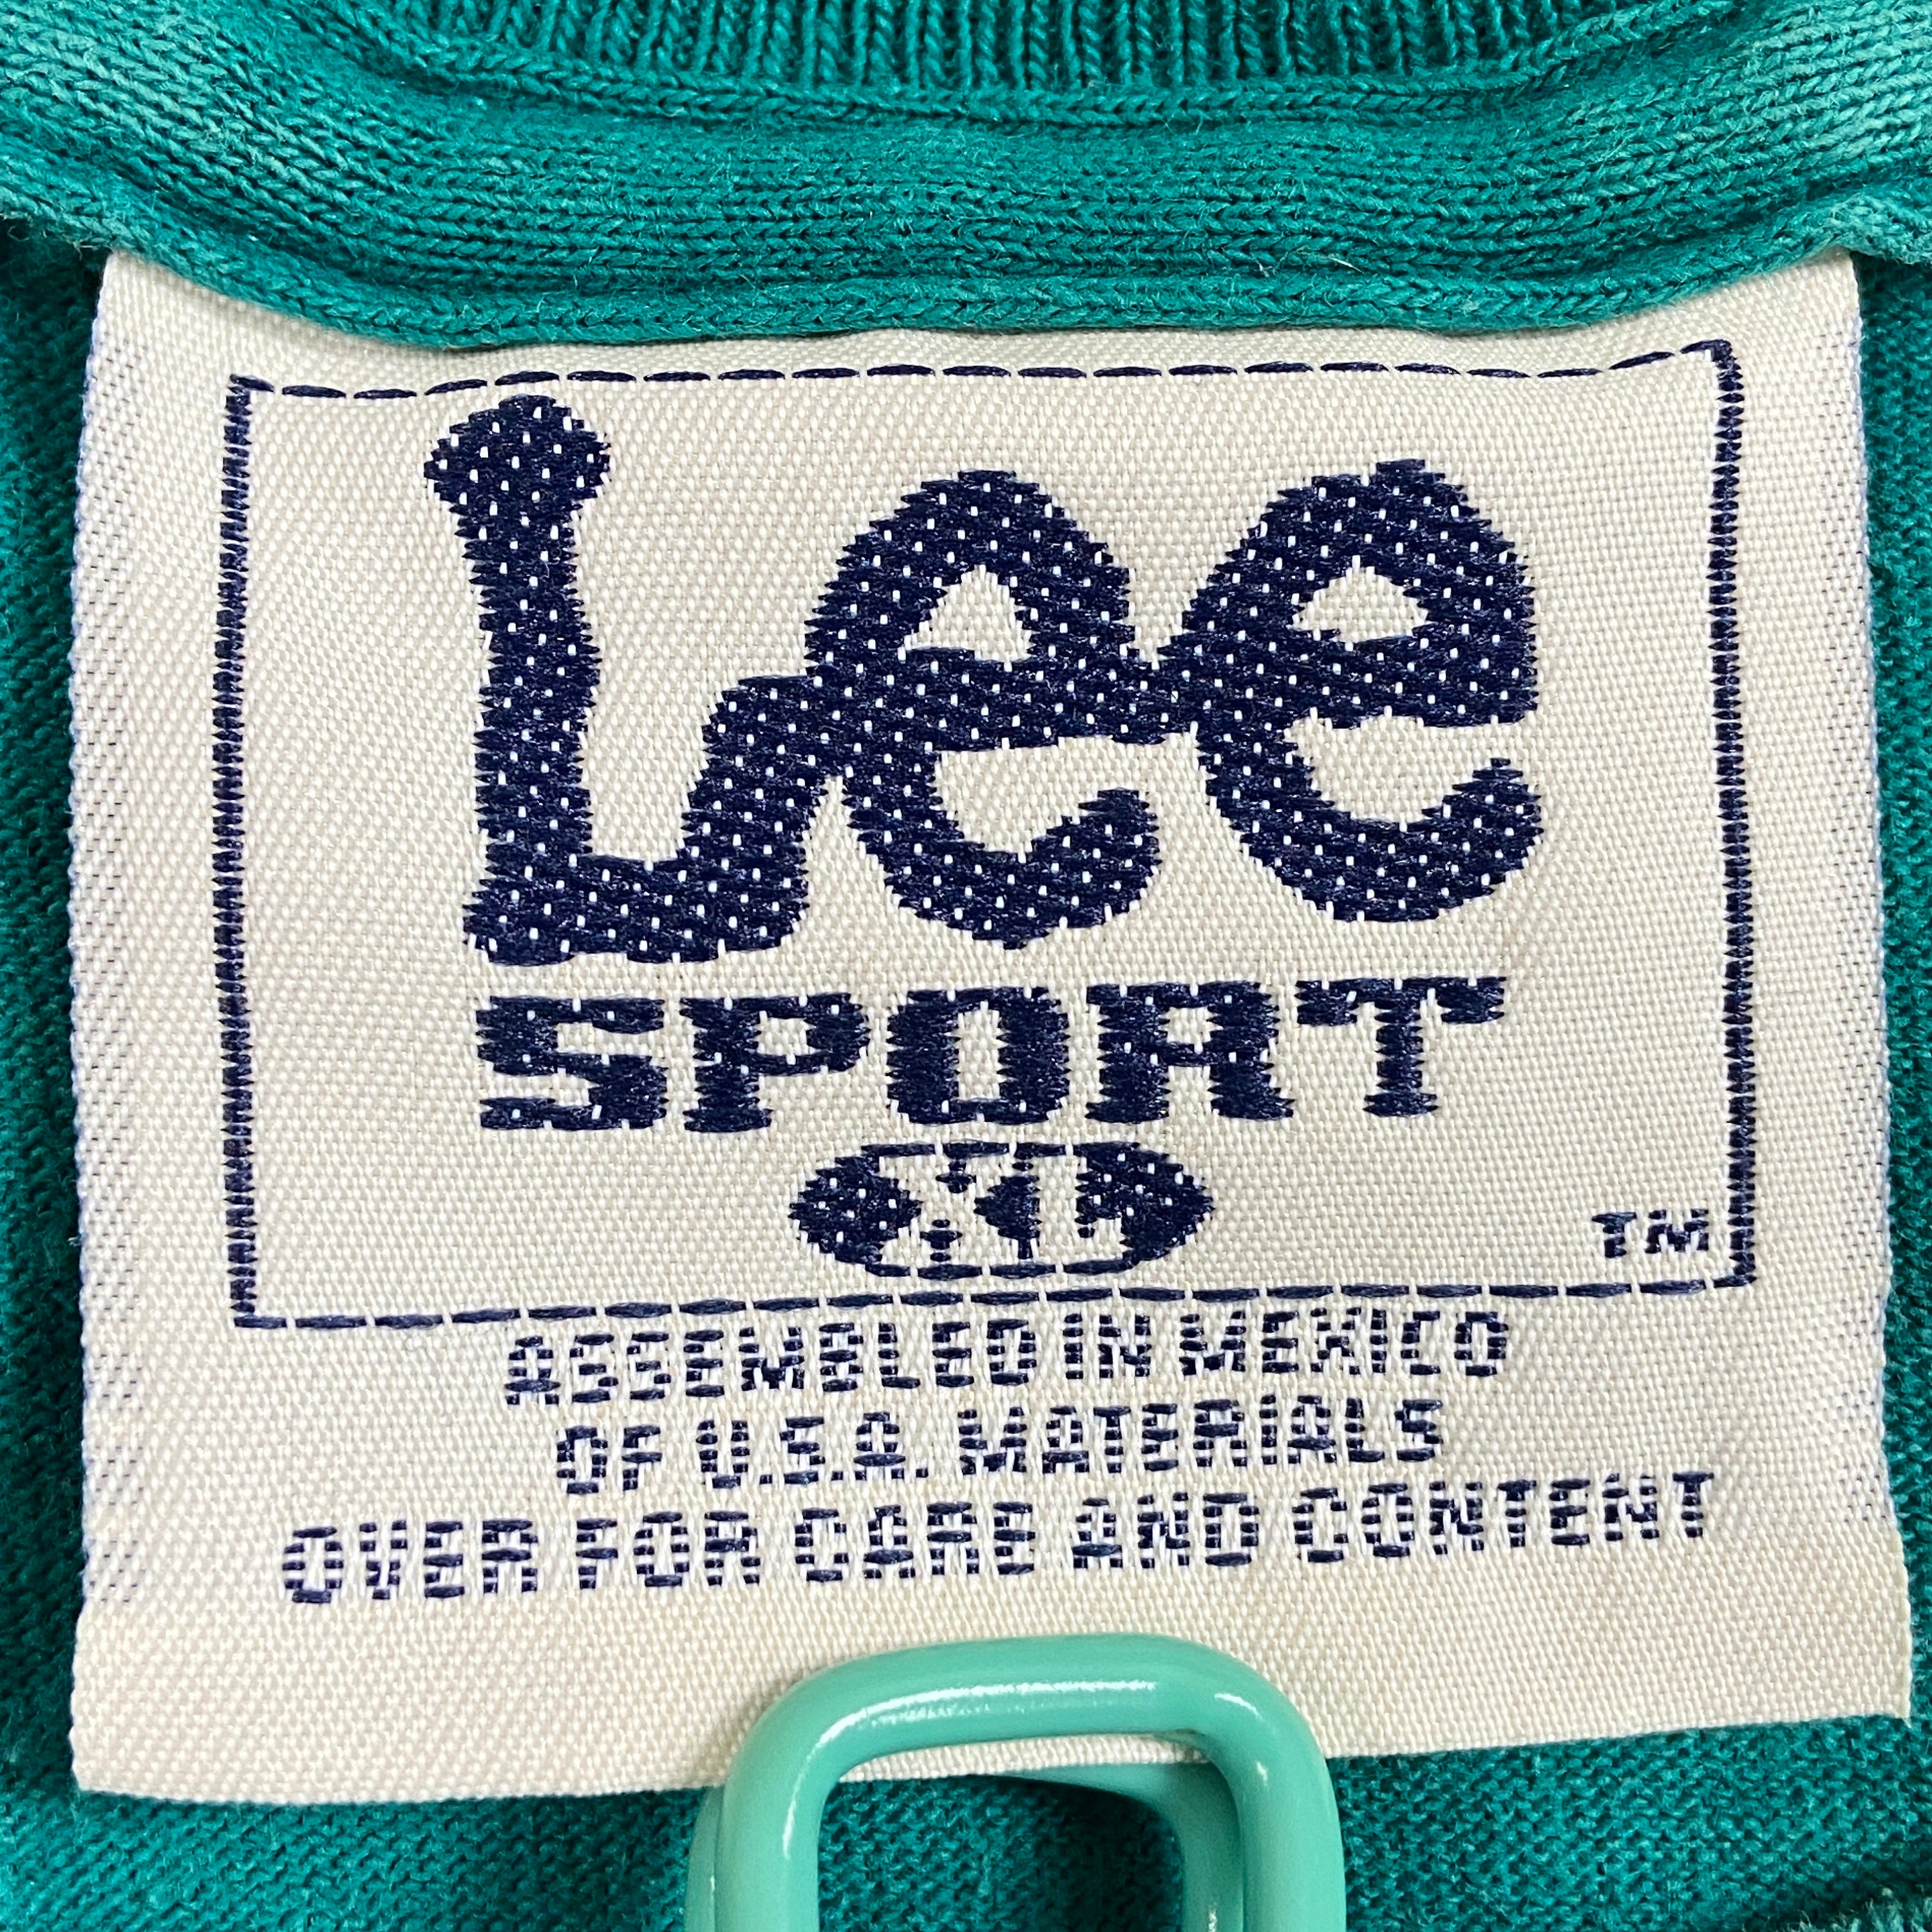 Lee
SPORT
XL
TM
ASSEMBLED IN MEXICO
OF U.S.A. MATERIALS
OVER FOR CARE AND CONTENT